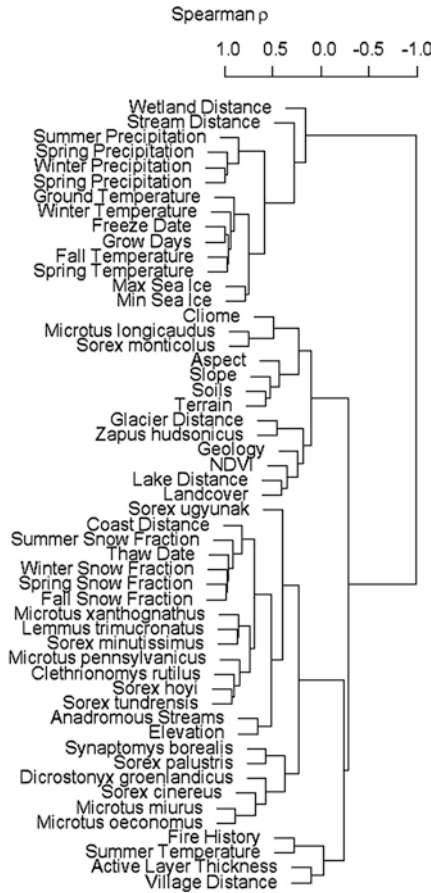 Spearman ρ
1.0 0.5 0.0 -0.5 -1.0
Wetland Distance
Stream Distance
Summer Precipitation
Spring Precipitation
Winter Precipitation
Spring Precipitation
Ground Temperature
Winter Temperature
Freeze Date
Grow Days
Fall Temperature
Spring Temperature
Max Sea Ice
Min Sea Ice
Cliome
Microtus longicaudus
Sorex monticolus
Aspect
Slope
Soils
Terrain
Glacier Distance
Zapus hudsonicus
Geology
NDVI
Lake Distance
Landcover
Sorex ugyunak
Coast Distance
Summer Snow Fraction
Thaw Date
Winter Snow Fraction
Spring Snow Fraction
Fall Snow Fraction
Microtus xanthognathus
Lemmus trimucronatus
Sorex minutissimus
Microtus pennsylvanicus
Clethrionomys rutilus
Sorex hoyi
Sorex tundrensis
Anadromous Streams
Elevation
Synaptomys borealis
Sorex palustris
Dicrostonyx groenlandicus
Sorex cinereus
Microtus miurus
Microtus oeconomus
Fire History
Summer Temperature
Active Layer Thickness
Village Distance